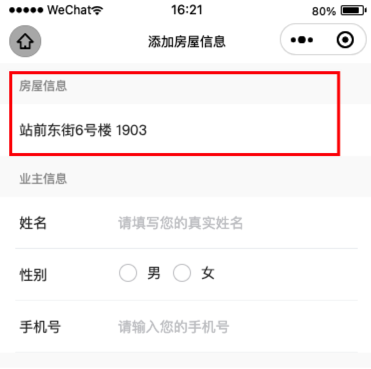 WeChat 16:21 80%
添加房屋信息
房屋信息
站前东街6号楼 1903
业主信息
姓名 请填写您的真实姓名
性别 男 女
手机号 请输入您的手机号